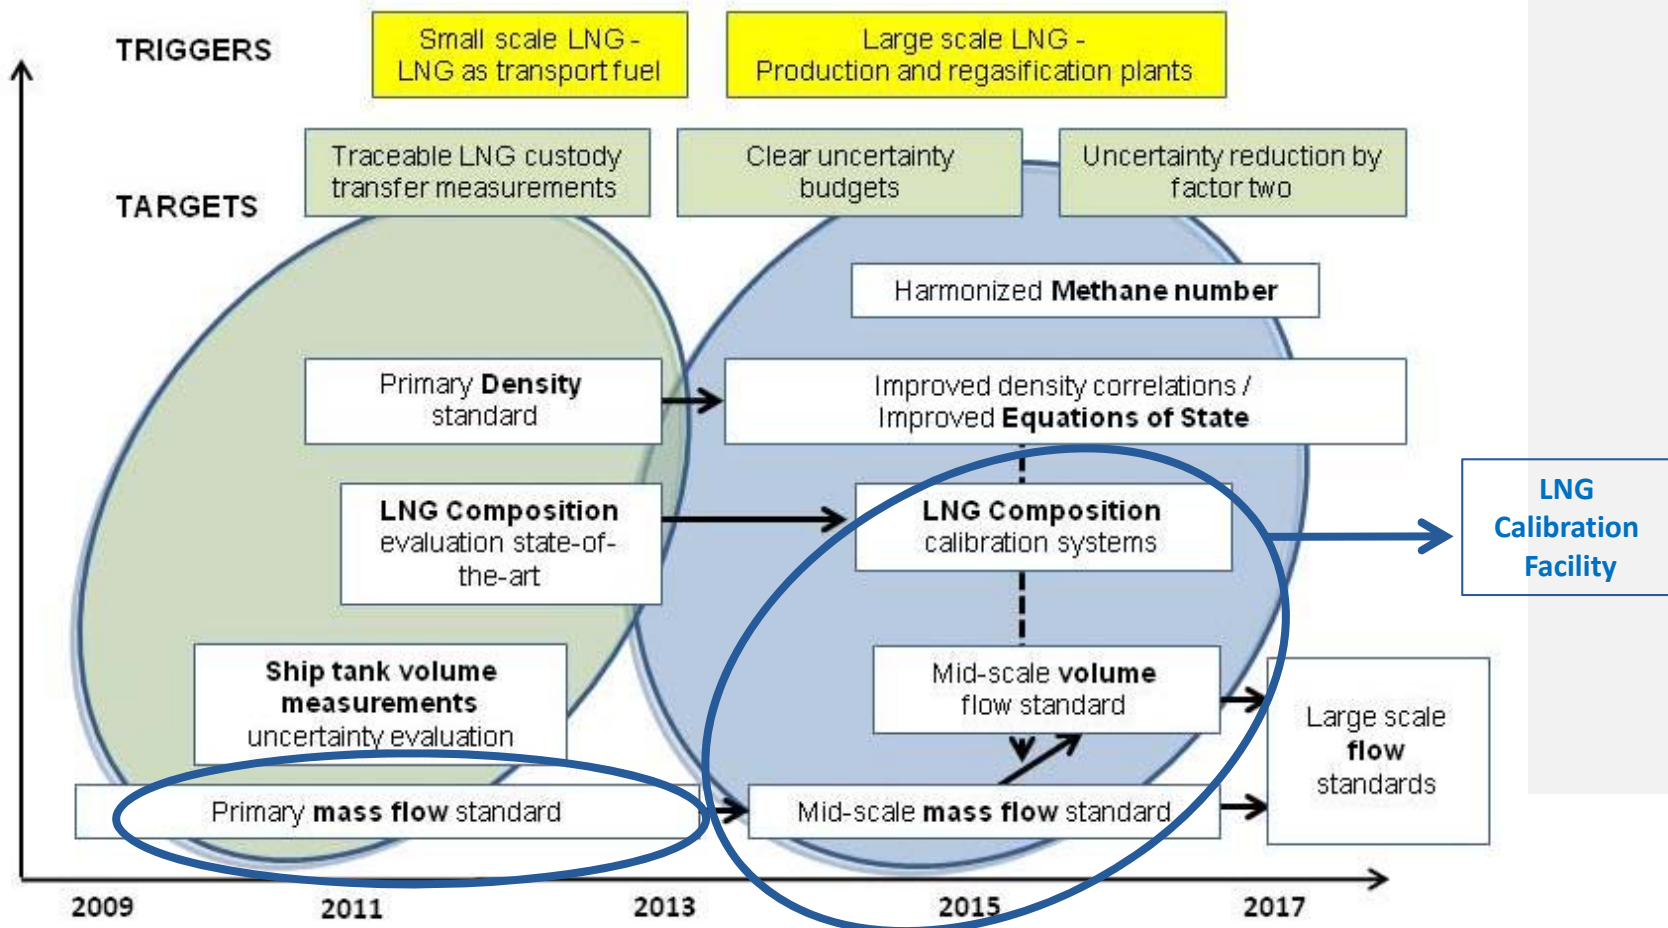 TRIGGERS
Small scale LNG -
LNG as transport fuel
Large scale LNG -
Production and regasification plants
TARGETS
Traceable LNG custody
transfer measurements
Clear uncertainty
budgets
Uncertainty reduction by
factor two
Harmonized Methane number
Primary Density
standard
Improved density correlations /
Improved Equations of State
LNG Composition
evaluation state-of-
the-art
LNG Composition
calibration systems
LNG
Calibration
Facility
Ship tank volume
measurements
uncertainty evaluation
Mid-scale volume
flow standard
Large scale
flow
standards
Primary mass flow standard
Mid-scale mass flow standard
2009
2011
2013
2015
2017